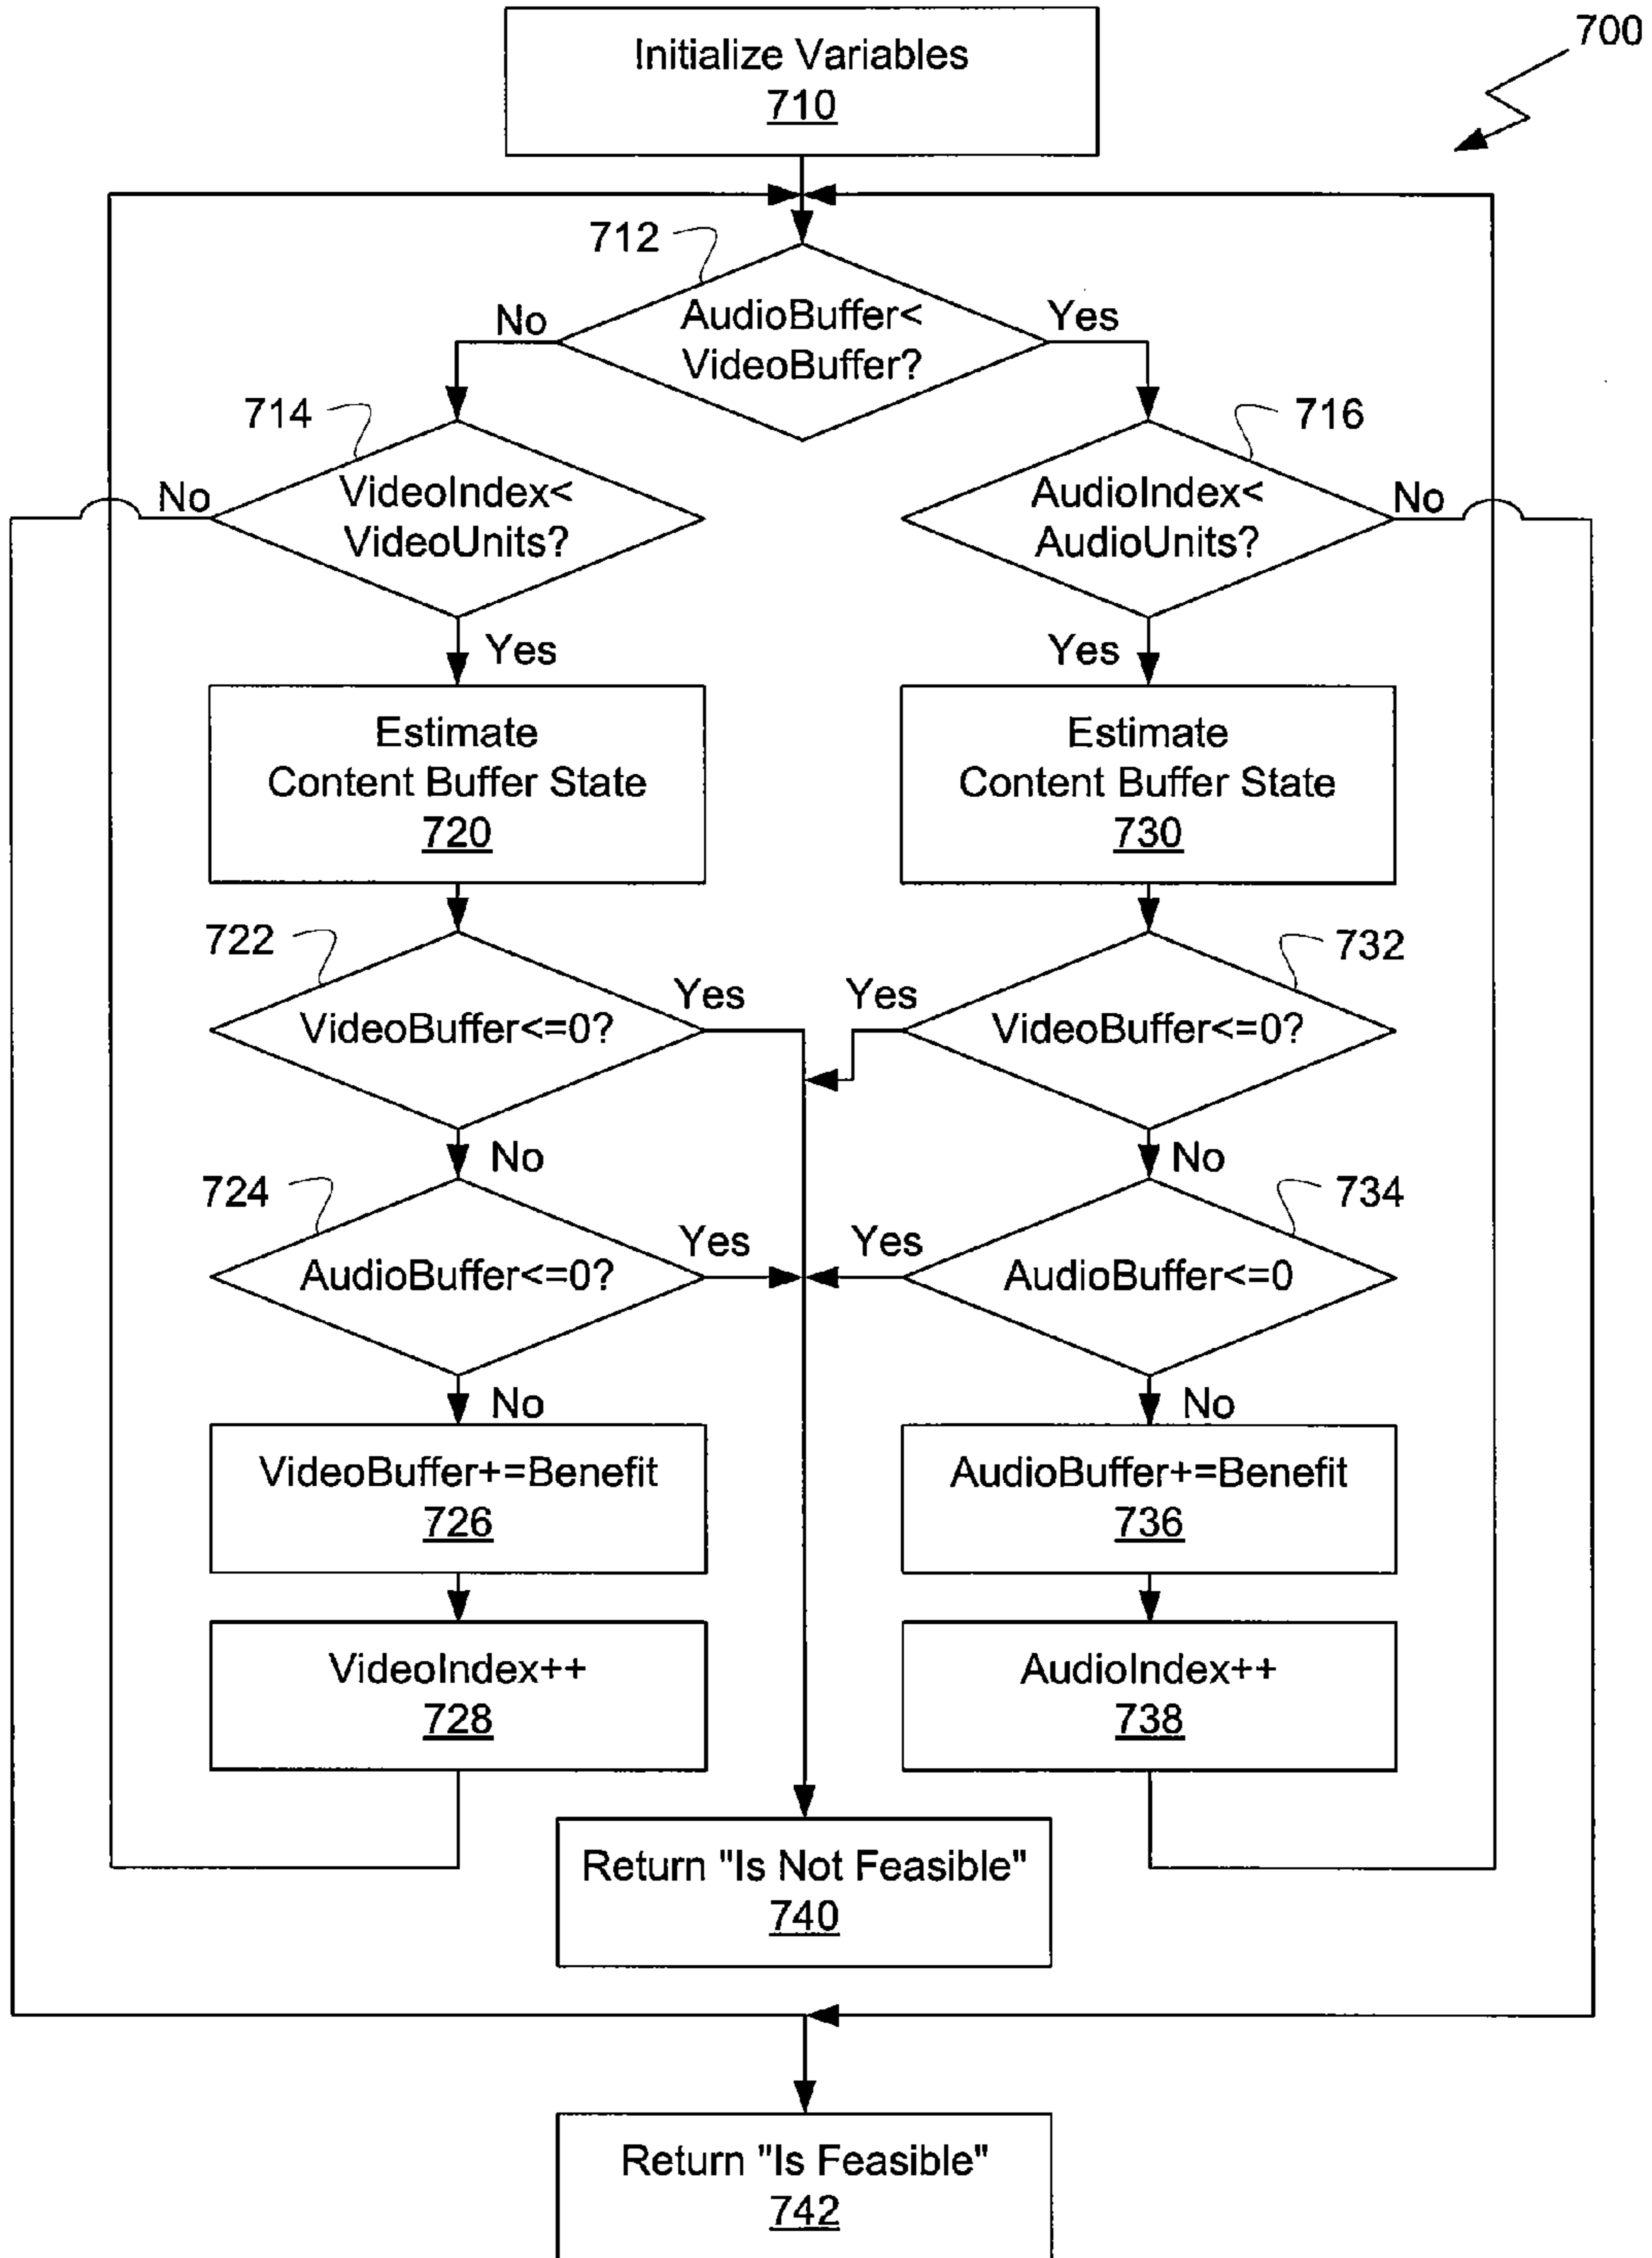 700
Initialize Variables
710
712
AudioBuffer<
VideoBuffer?
No
Yes
714
716
VideoIndex<
VideoUnits?
No
AudioIndex<
AudioUnits?
No
Yes
Yes
Estimate
Content Buffer State
720
Estimate
Content Buffer State
730
722
732
VideoBuffer<=0?
Yes
Yes
VideoBuffer<=0?
No
No
724
734
AudioBuffer<=0?
Yes
Yes
AudioBuffer<=0
No
No
VideoBuffer+=Benefit
726
AudioBuffer+=Benefit
736
VideoIndex++
728
AudioIndex++
738
Return "Is Not Feasible"
740
Return "Is Feasible"
742